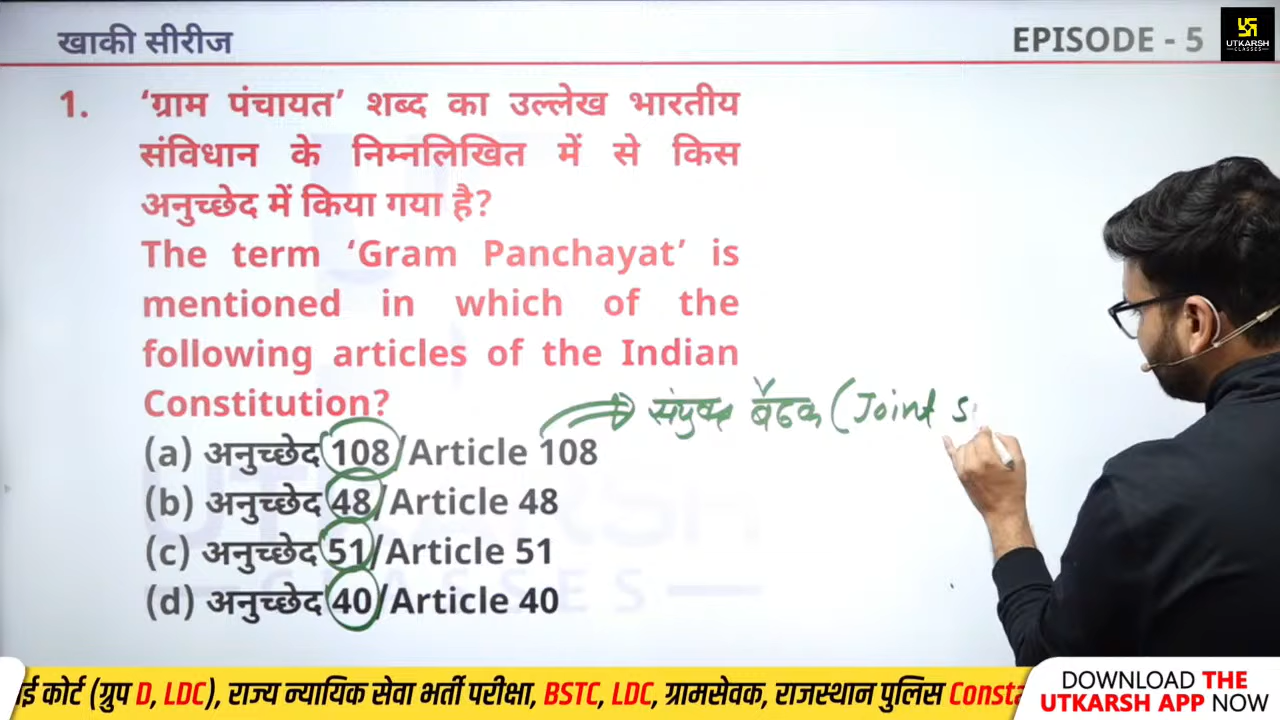 खाकी सीरीज
EPISODE - 5
UTKARSH
CLASSES
1. ‘ग्राम पंचायत’ शब्द का उल्लेख भारतीय
संविधान के निम्नलिखित में से किस
अनुच्छेद में किया गया है?
The term ‘Gram Panchayat’ is
mentioned in which of the
following articles of the Indian
Constitution?
संयुक्त बैठक (Joint s
(a) अनुच्छेद 108/Article 108
(b) अनुच्छेद 48/Article 48
(c) अनुच्छेद 51/Article 51
(d) अनुच्छेद 40/Article 40
ई कोर्ट (ग्रुप D, LDC), राज्य न्यायिक सेवा भर्ती परीक्षा, BSTC, LDC, ग्रामसेवक, राजस्थान पुलिस Consta
DOWNLOAD THE
UTKARSH APP NOW